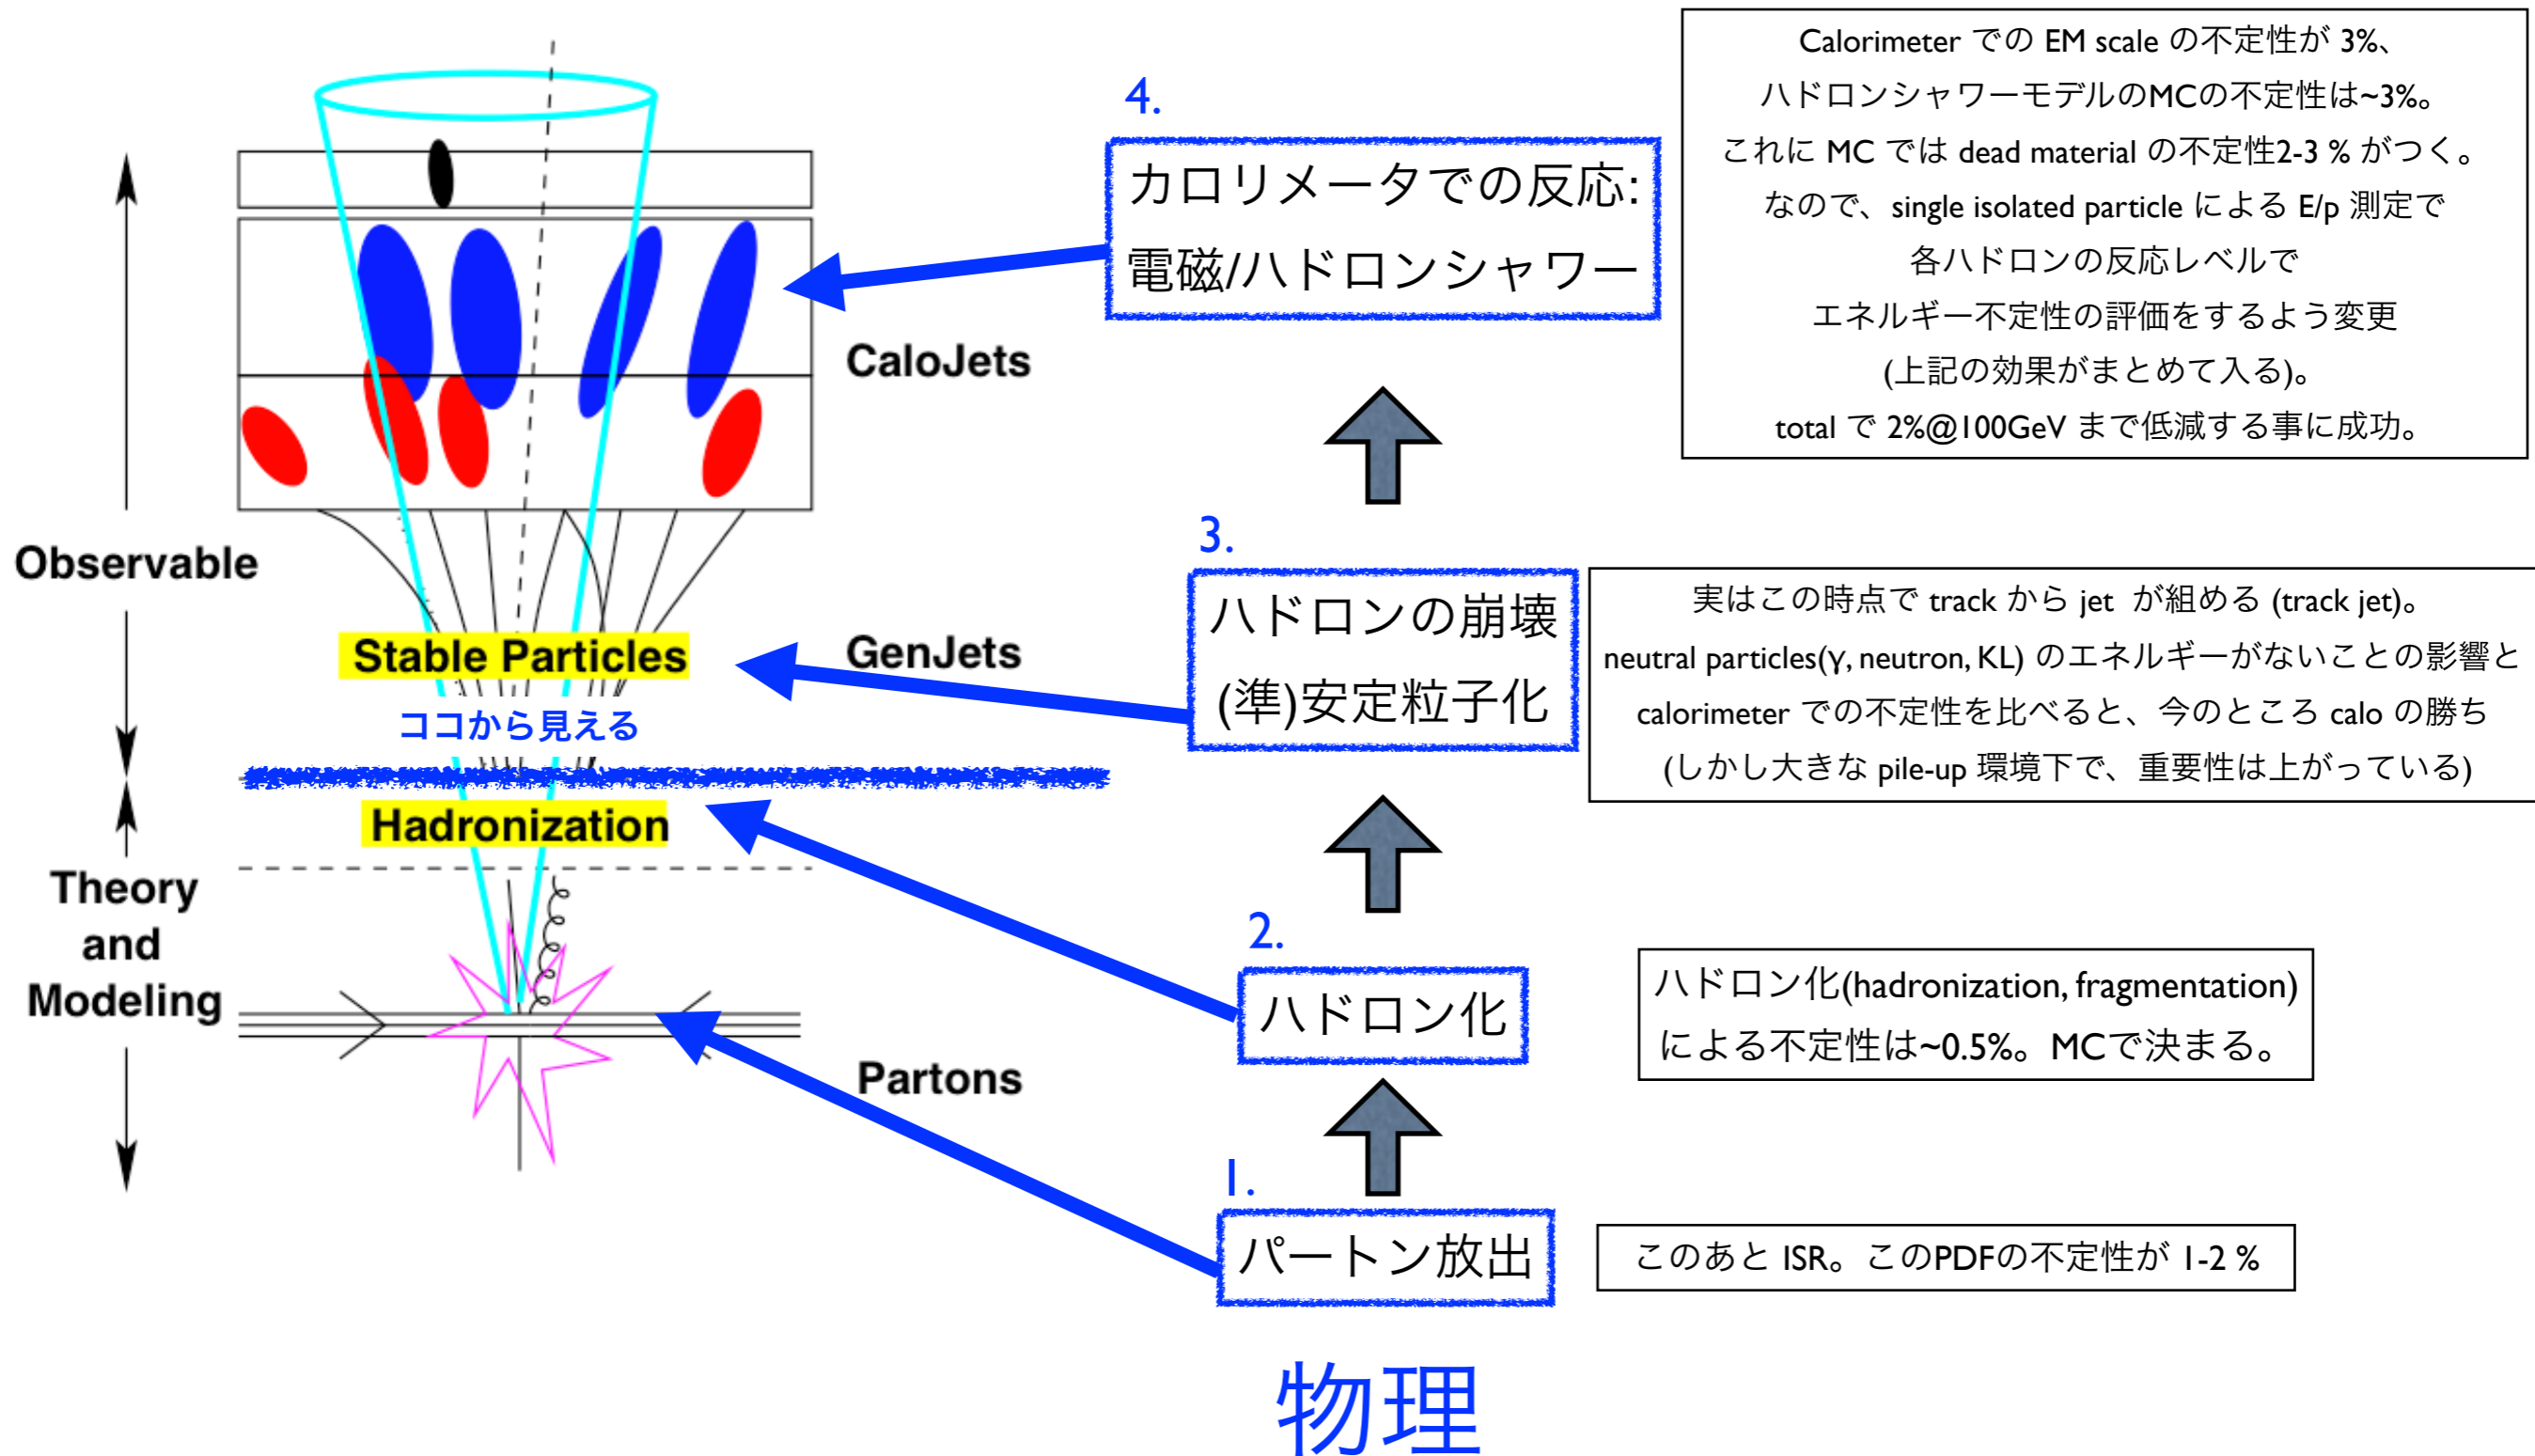 4.
カロリメータでの反応:
電磁/ハドロンシャワー
Calorimeter での EM scale の不定性が 3%、
ハドロンシャワーモデルのMCの不定性は~3%。
これに MC では dead material の不定性2-3 % がつく。
なので、single isolated particle による E/p 測定で
各ハドロンの反応レベルで
エネルギー不定性の評価をするよう変更
(上記の効果がまとめて入る)。
total で 2%@100GeV まで低減する事に成功。
CaloJets
Observable
3.
ハドロンの崩壊
(準)安定粒子化
実はこの時点で track から jet が組める (track jet)。
neutral particles(γ, neutron, KL) のエネルギーがないことの影響と
calorimeter での不定性を比べると、今のところ calo の勝ち
(しかし大きな pile-up 環境下で、重要性は上がっている)
Stable Particles
GenJets
ココから見える
Hadronization
Theory
and
Modeling
2.
ハドロン化
ハドロン化(hadronization, fragmentation)
による不定性は~0.5%。MCで決まる。
Partons
1.
パートン放出
このあと ISR。このPDFの不定性が 1-2 %
物理